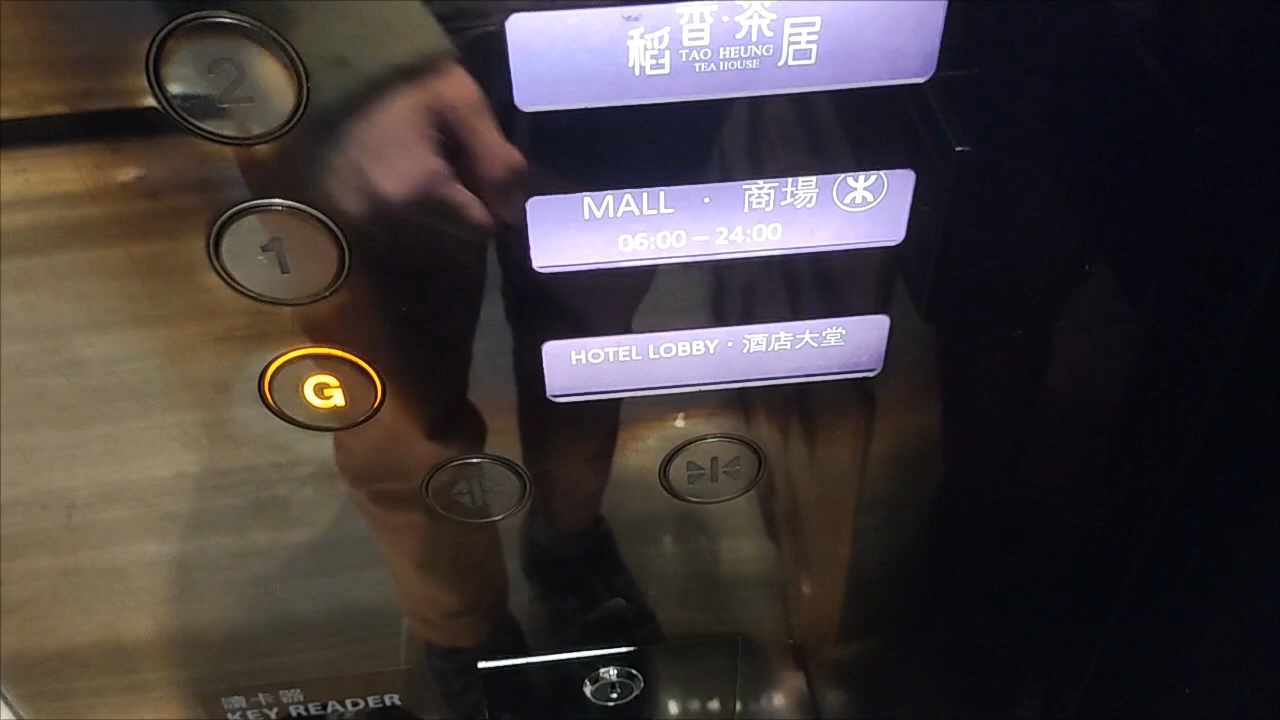 2
稻香·茶居
TAO HEUNG
TEA HOUSE
1
MALL · 商場
06:00 – 24:00
G
HOTEL LOBBY · 酒店大堂
讀卡器
KEY READER